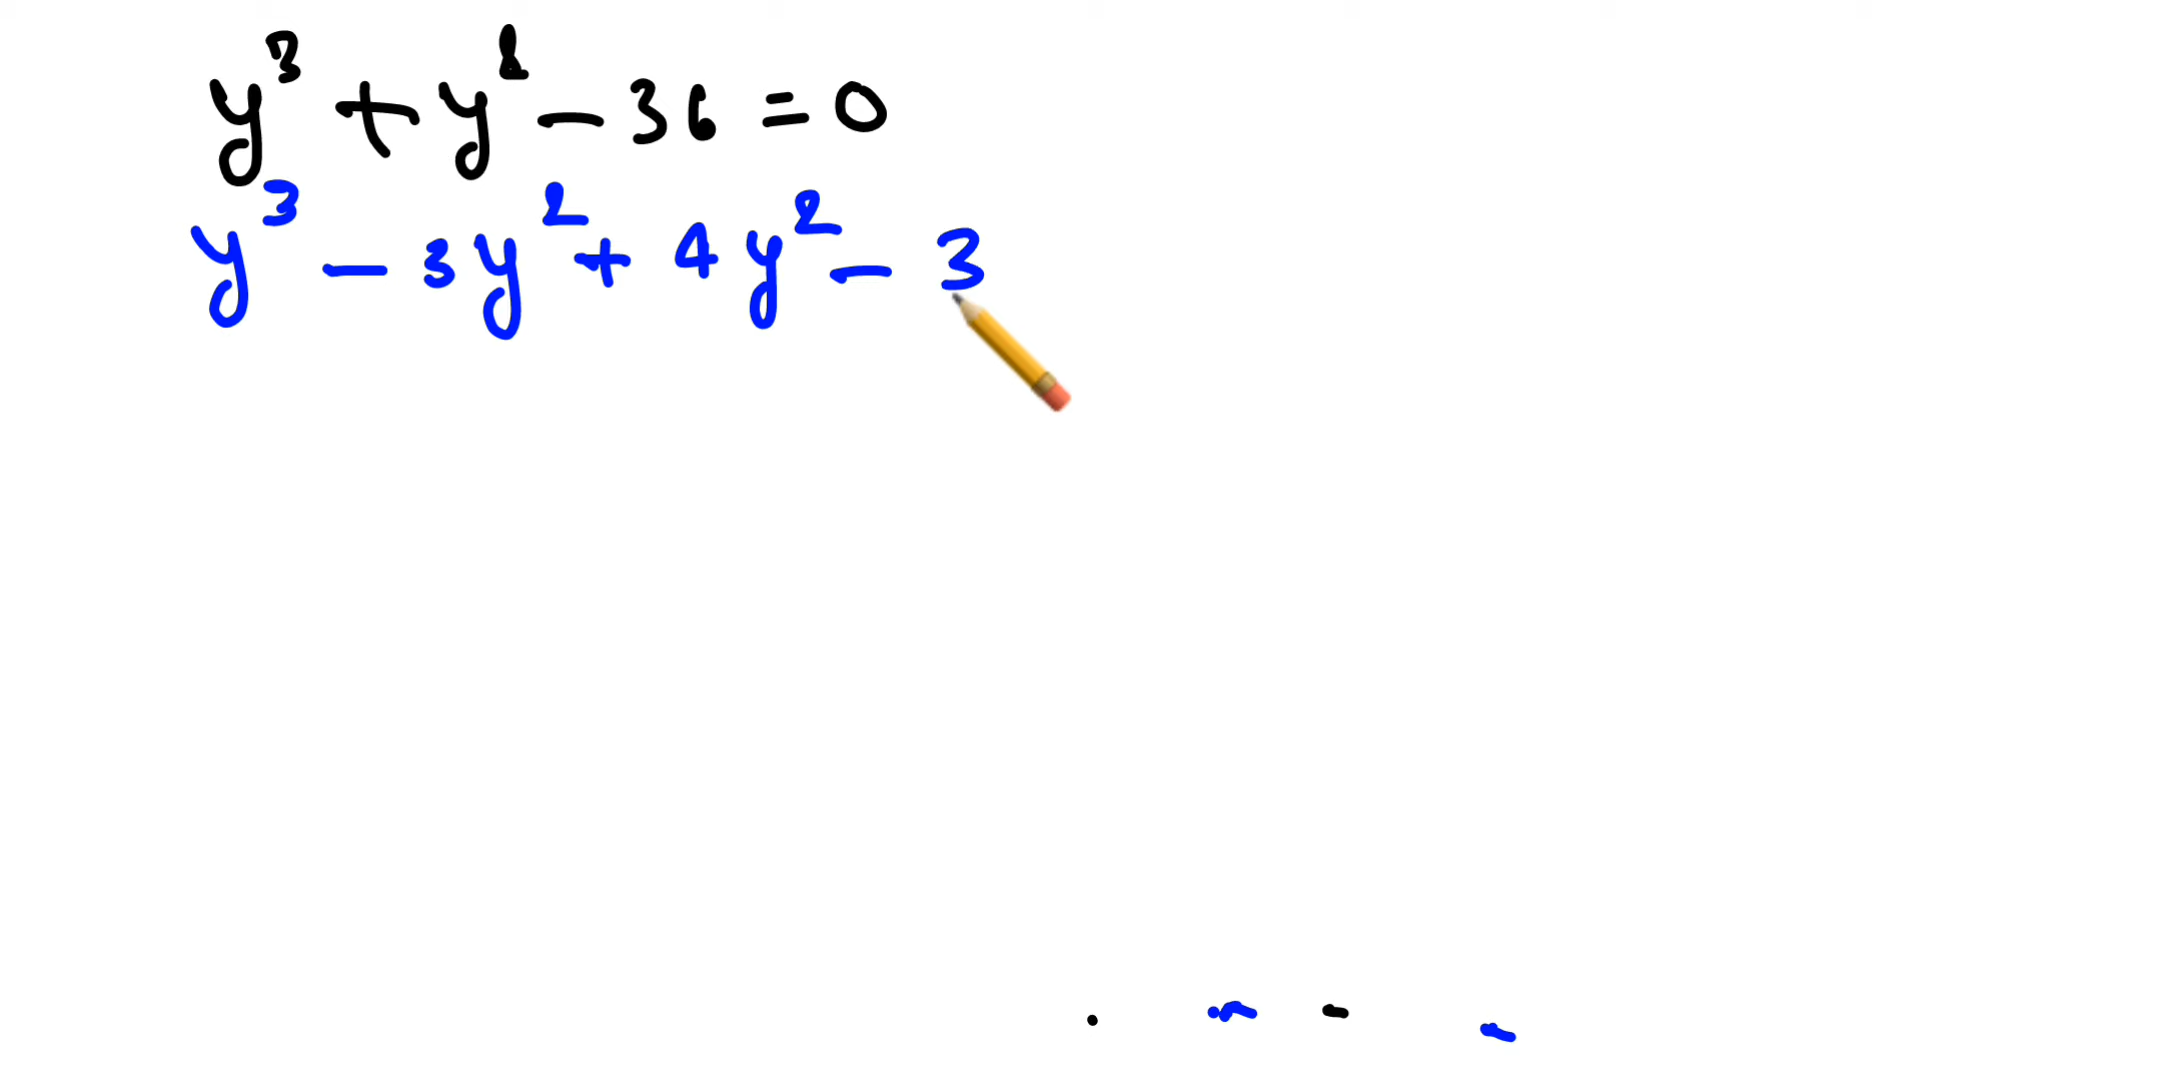 y³ + y² - 36 = 0
y³ - 3y² + 4y² - 3